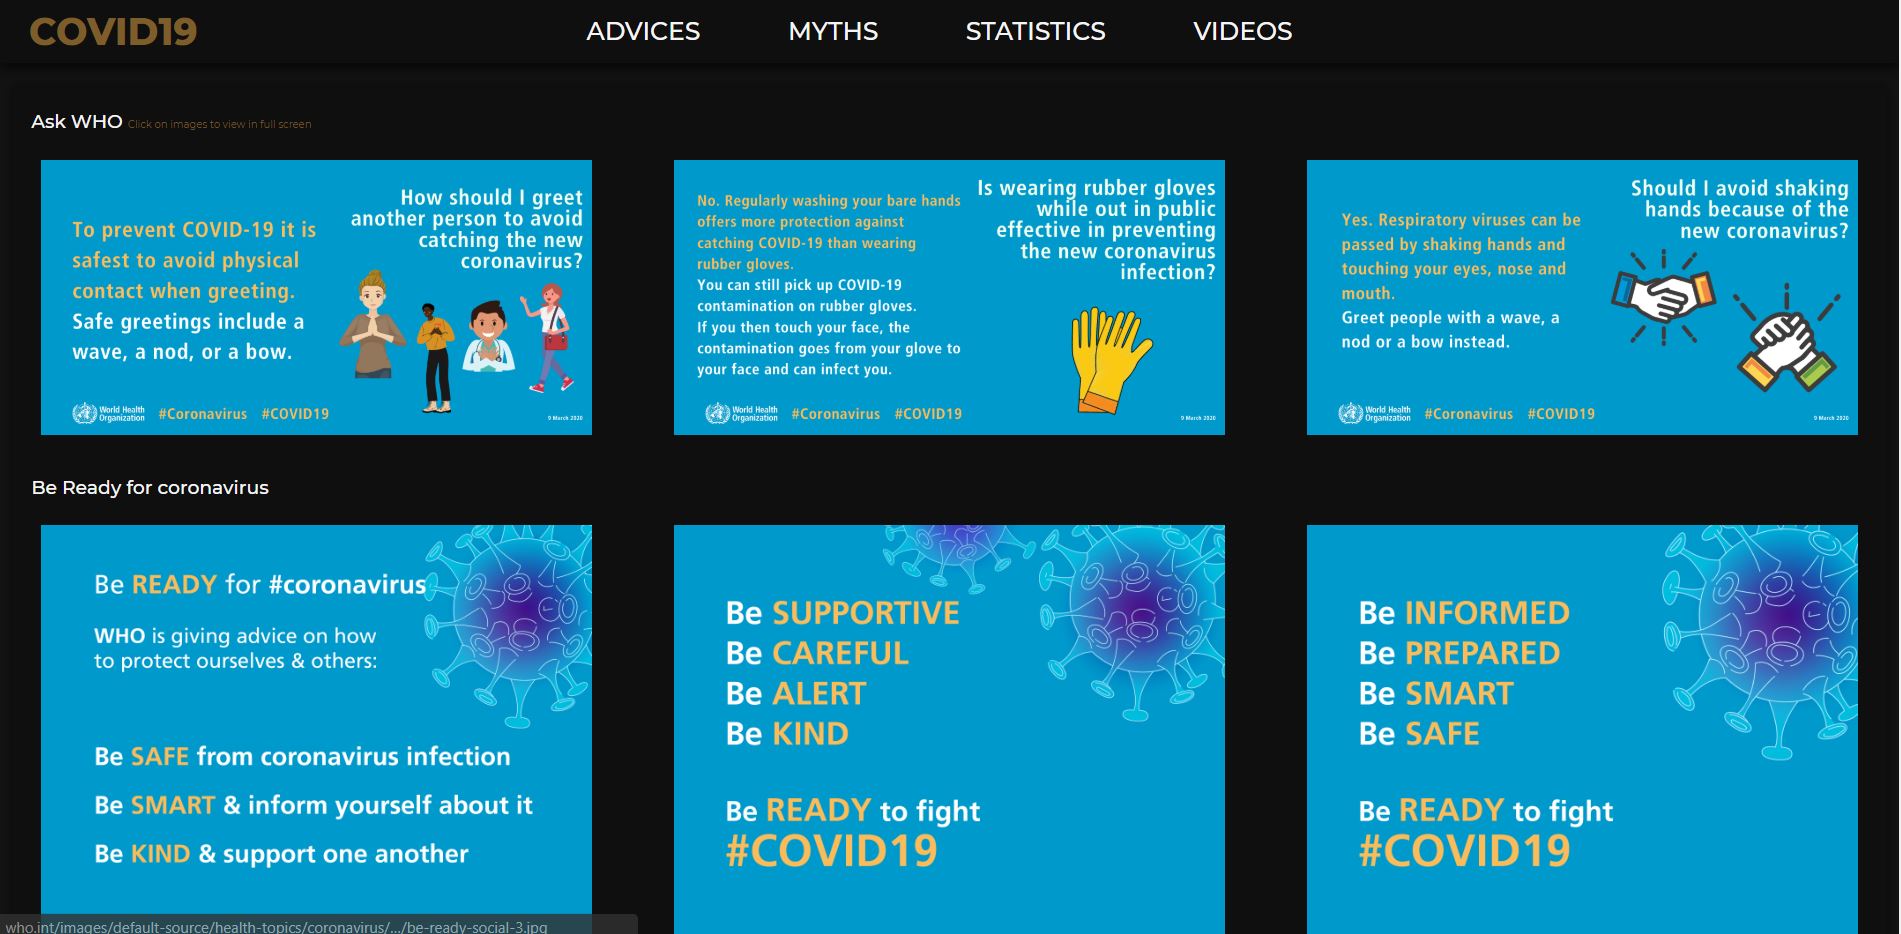 COVID19
ADVICES
MYTHS
STATISTICS
VIDEOS
Ask WHO Click on images to view in full screen
To prevent COVID-19 it is
safest to avoid physical
contact when greeting.
Safe greetings include a
wave, a nod, or a bow.
How should I greet
another person to avoid
catching the new
coronavirus?
World Health
Organization
#Coronavirus #COVID19
9 March 2020
No. Regularly washing your bare hands
offers more protection against
catching COVID-19 than wearing
rubber gloves.
You can still pick up COVID-19
contamination on rubber gloves.
If you then touch your face, the
contamination goes from your glove to
your face and can infect you.
Is wearing rubber gloves
while out in public
effective in preventing
the new coronavirus
infection?
World Health
Organization
#Coronavirus #COVID19
9 March 2020
Yes. Respiratory viruses can be
passed by shaking hands and
touching your eyes, nose and
mouth.
Greet people with a wave, a
nod or a bow instead.
Should I avoid shaking
hands because of the
new coronavirus?
World Health
Organization
#Coronavirus #COVID19
9 March 2020
Be Ready for coronavirus
Be READY for #coronavirus
WHO is giving advice on how
to protect ourselves & others:
Be SAFE from coronavirus infection
Be SMART & inform yourself about it
Be KIND & support one another
Be SUPPORTIVE
Be CAREFUL
Be ALERT
Be KIND
Be READY to fight
#COVID19
Be INFORMED
Be PREPARED
Be SMART
Be SAFE
Be READY to fight
#COVID19
who.int/images/default-source/health-topics/coronavirus/.../be-ready-social-3.jpg